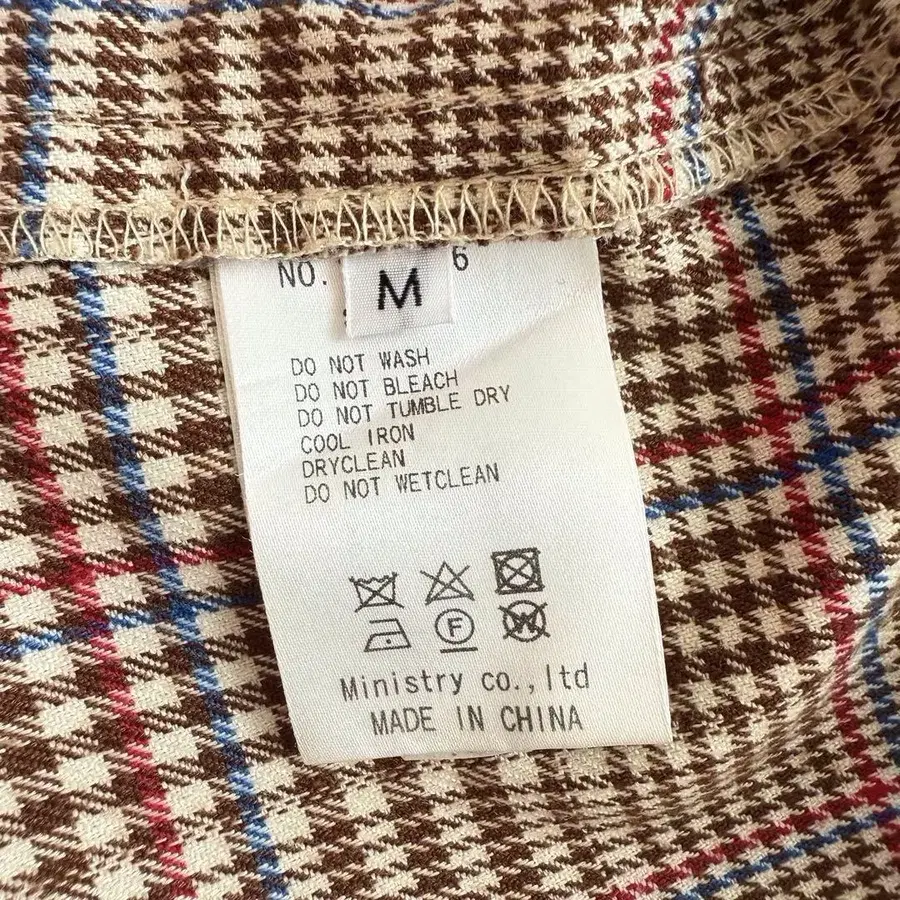 NO. 6
M
DO NOT WASH
DO NOT BLEACH
DO NOT TUMBLE DRY
COOL IRON
DRYCLEAN
DO NOT WETCLEAN
F W
Ministry co.,ltd
MADE IN CHINA